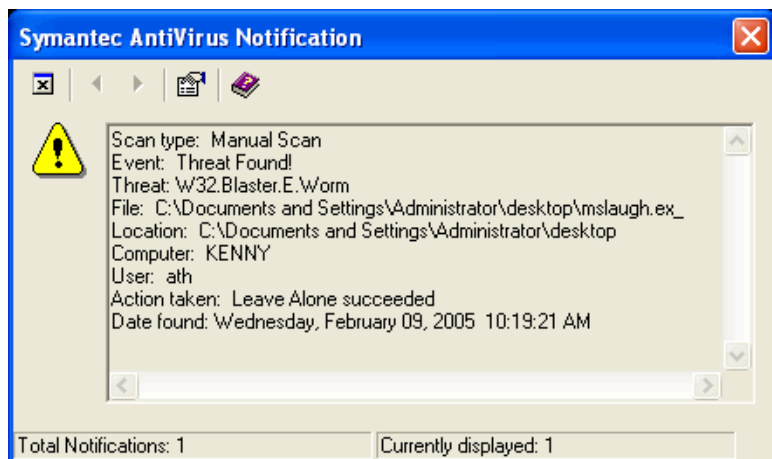 Symantec AntiVirus Notification
Scan type:  Manual Scan
Event:  Threat Found!
Threat: W32.Blaster.E.Worm
File:  C:\Documents and Settings\Administrator\desktop\mslaugh.ex_
Location:  C:\Documents and Settings\Administrator\desktop
Computer:  KENNY
User:  ath
Action taken:  Leave Alone succeeded
Date found: Wednesday, February 09, 2005  10:19:21 AM
Total Notifications: 1
Currently displayed: 1